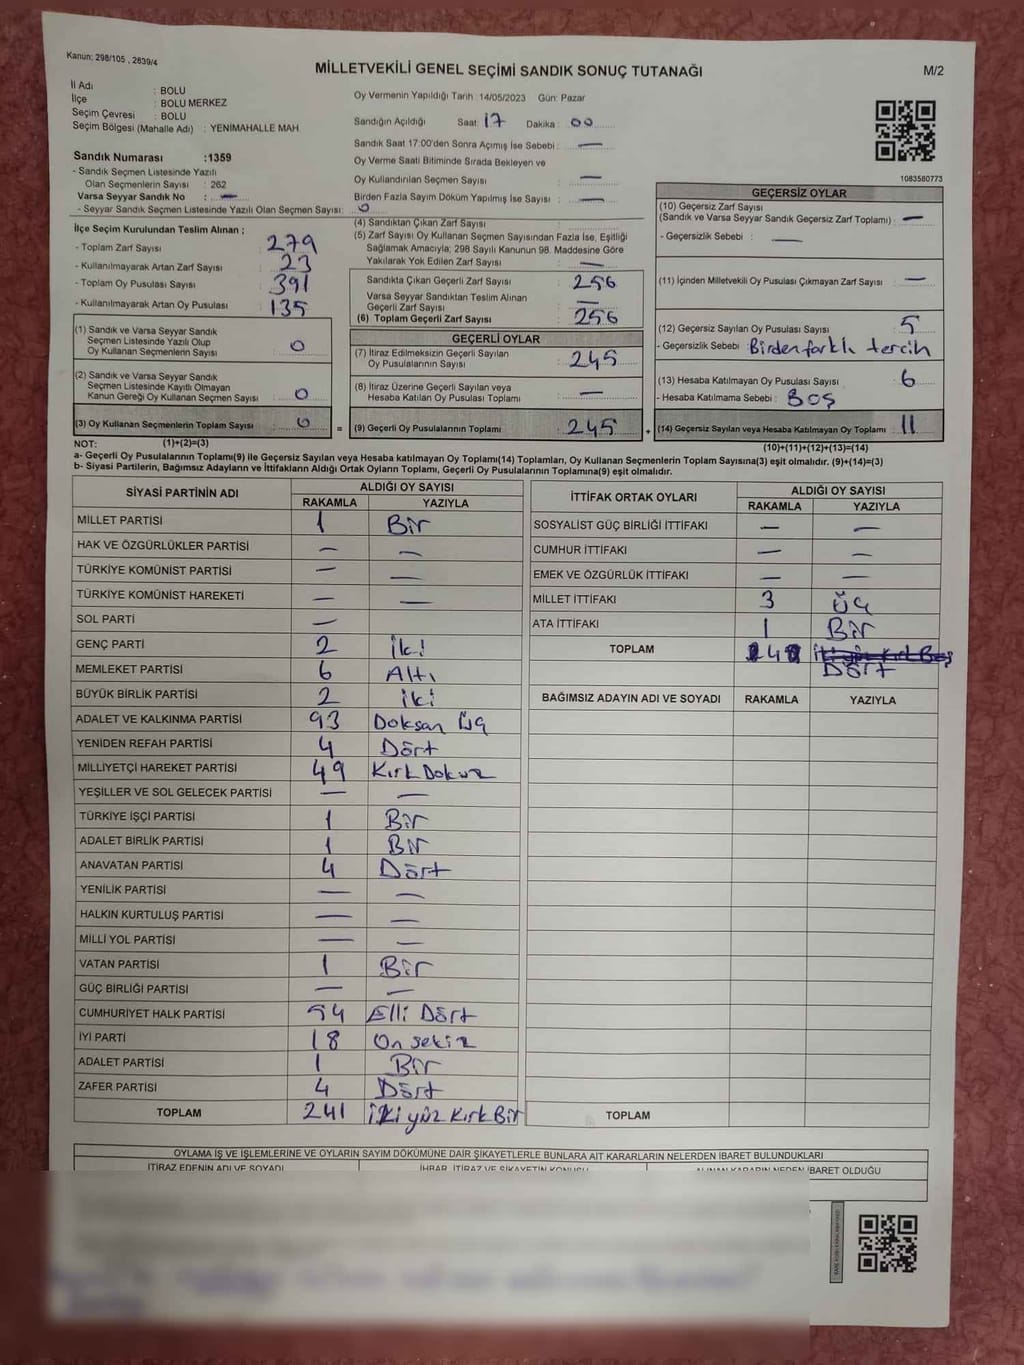 Kanun: 298/105 , 2839/4
MİLLETVEKİLİ GENEL SEÇİMİ SANDIK SONUÇ TUTANAĞI
M/2
İl Adı : BOLU
İlçe : BOLU MERKEZ
Seçim Çevresi : BOLU
Seçim Bölgesi (Mahalle Adı) : YENİMAHALLE MAH.
Sandık Numarası :1359
- Sandık Seçmen Listesinde Yazılı
Olan Seçmenlerin Sayısı : 262
Varsa Seyyar Sandık No : —
- Seyyar Sandık Seçmen Listesinde Yazılı Olan Seçmen Sayısı: 0
Oy Vermenin Yapıldığı Tarih :14/05/2023 Gün: Pazar
Sandığın Açıldığı Saat: 17 Dakika : 00
Sandık Saat 17:00'den Sonra Açılmış İse Sebebi : —
Oy Verme Saati Bitiminde Sırada Bekleyen ve
Oy Kullandırılan Seçmen Sayısı : —
Birden Fazla Sayım Döküm Yapılmış İse Sayısı : —
1083580773
İlçe Seçim Kurulundan Teslim Alınan ;
- Toplam Zarf Sayısı : 279
- Kullanılmayarak Artan Zarf Sayısı : 23
- Toplam Oy Pusulası Sayısı : 391
- Kullanılmayarak Artan Oy Pusulası : 135
(1) Sandık ve Varsa Seyyar Sandık
Seçmen Listesinde Yazılı Olup
Oy Kullanan Seçmenlerin Sayısı : 0
(2) Sandık ve Varsa Seyyar Sandık
Seçmen Listesinde Kayıtlı Olmayan
Kanun Gereği Oy Kullanan Seçmen Sayısı : 0
(3) Oy Kullanan Seçmenlerin Toplam Sayısı : 0
(4) Sandıktan Çıkan Zarf Sayısı :
(5) Zarf Sayısı Oy Kullanan Seçmen Sayısından Fazla İse, Eşitliği
Sağlamak Amacıyla; 298 Sayılı Kanunun 98. Maddesine Göre
Yakılarak Yok Edilen Zarf Sayısı : —
Sandıkta Çıkan Geçerli Zarf Sayısı : 256
Varsa Seyyar Sandıktan Teslim Alınan
Geçerli Zarf Sayısı : —
(6) Toplam Geçerli Zarf Sayısı : 256
GEÇERLİ OYLAR
(7) İtiraz Edilmeksizin Geçerli Sayılan
Oy Pusulalarının Sayısı : 245
(8) İtiraz Üzerine Geçerli Sayılan veya
Hesaba Katılan Oy Pusulası Toplamı : —
= (9) Geçerli Oy Pusulalarının Toplamı : 245
GEÇERSİZ OYLAR
(10) Geçersiz Zarf Sayısı
(Sandık ve Varsa Seyyar Sandık Geçersiz Zarf Toplamı) : —
- Geçersizlik Sebebi : —
(11) İçinden Milletvekili Oy Pusulası Çıkmayan Zarf Sayısı : —
(12) Geçersiz Sayılan Oy Pusulası Sayısı : 5
- Geçersizlik Sebebi : Birden farklı tercih
(13) Hesaba Katılmayan Oy Pusulası Sayısı : 6
- Hesaba Katılmama Sebebi : Boş
+ (14) Geçersiz Sayılan veya Hesaba Katılmayan Oy Toplamı : 11
NOT: (1)+(2)=(3)
(10)+(11)+(12)+(13)=(14)
a- Geçerli Oy Pusulalarının Toplamı(9) ile Geçersiz Sayılan veya Hesaba katılmayan Oy Toplamı(14) Toplamları, Oy Kullanan Seçmenlerin Toplam Sayısına(3) eşit olmalıdır. (9)+(14)=(3)
b- Siyasi Partilerin, Bağımsız Adayların ve İttifakların Aldığı Ortak Oyların Toplamı, Geçerli Oy Pusulalarının Toplamına(9) eşit olmalıdır.
SİYASİ PARTİNİN ADI ALDIĞI OY SAYISI
RAKAMLA YAZIYLA
MİLLET PARTİSİ 1 Bir
HAK VE ÖZGÜRLÜKLER PARTİSİ — —
TÜRKİYE KOMÜNİST PARTİSİ — —
TÜRKİYE KOMÜNİST HAREKETİ — —
SOL PARTİ —
GENÇ PARTİ 2 İki
MEMLEKET PARTİSİ 6 Altı
BÜYÜK BİRLİK PARTİSİ 2 İki
ADALET VE KALKINMA PARTİSİ 93 Doksan Üç
YENİDEN REFAH PARTİSİ 4 Dört
MİLLİYETÇİ HAREKET PARTİSİ 49 Kırk Dokuz
YEŞİLLER VE SOL GELECEK PARTİSİ — —
TÜRKİYE İŞÇİ PARTİSİ 1 Bir
ADALET BİRLİK PARTİSİ 1 Bir
ANAVATAN PARTİSİ 4 Dört
YENİLİK PARTİSİ — —
HALKIN KURTULUŞ PARTİSİ — —
MİLLİ YOL PARTİSİ — —
VATAN PARTİSİ 1 Bir
GÜÇ BİRLİĞİ PARTİSİ — —
CUMHURİYET HALK PARTİSİ 54 Elli Dört
İYİ PARTİ 18 On sekiz
ADALET PARTİSİ 1 Bir
ZAFER PARTİSİ 4 Dört
TOPLAM 241 İki yüz Kırk Bir
İTTİFAK ORTAK OYLARI ALDIĞI OY SAYISI
RAKAMLA YAZIYLA
SOSYALİST GÜÇ BİRLİĞİ İTTİFAKI — —
CUMHUR İTTİFAKI — —
EMEK VE ÖZGÜRLÜK İTTİFAKI — —
MİLLET İTTİFAKI 3 Üç
ATA İTTİFAKI 1 Bir
TOPLAM İki yüz Kırk Beş
Dört
BAĞIMSIZ ADAYIN ADI VE SOYADI RAKAMLA YAZIYLA
TOPLAM
OYLAMA İŞ VE İŞLEMLERİNE VE OYLARIN SAYIM DÖKÜMÜNE DAİR ŞİKAYETLERLE BUNLARA AİT KARARLARIN NELERDEN İBARET BULUNDUKLARI
İTİRAZ EDENİN ADI VE SOYADI İHBAR, İTİRAZ VE ŞİKAYETİN KONUSU ALINAN KARARIN NEDEN İBARET OLDUĞU